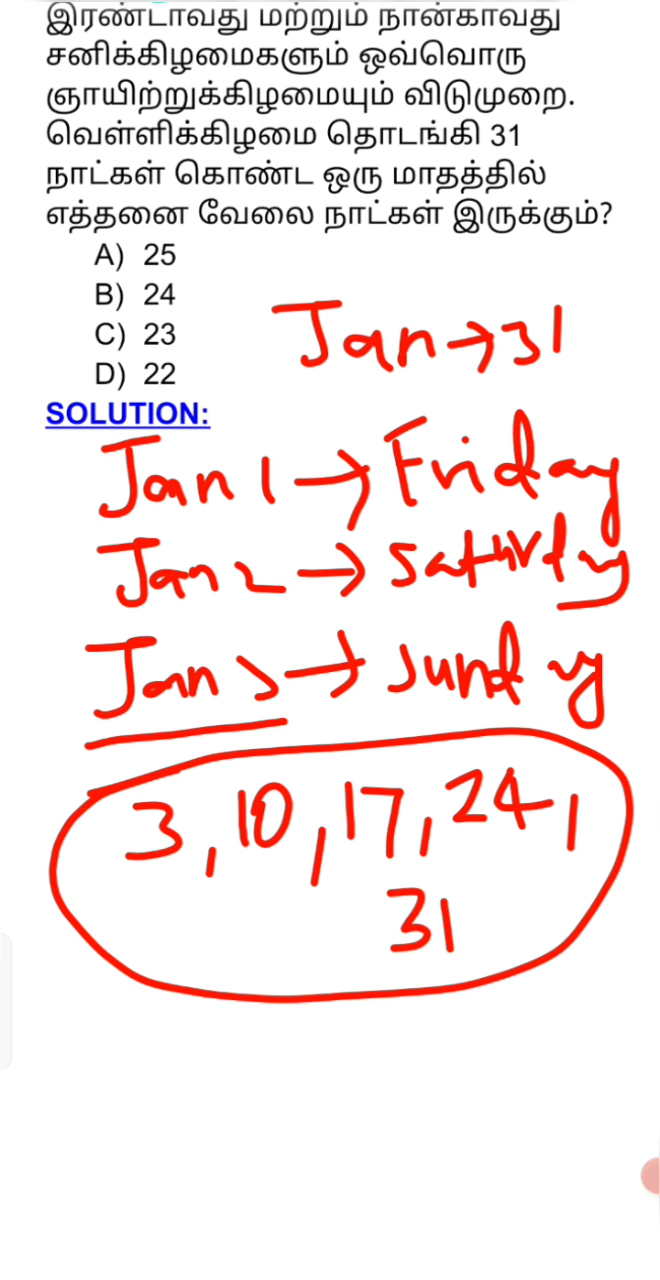 இரண்டாவது மற்றும் நான்காவது
சனிக்கிழமைகளும் ஒவ்வொரு
ஞாயிற்றுக்கிழமையும் விடுமுறை.
வெள்ளிக்கிழமை தொடங்கி 31
நாட்கள் கொண்ட ஒரு மாதத்தில்
எத்தனை வேலை நாட்கள் இருக்கும்?
A) 25
B) 24
C) 23
D) 22
Jan→31
SOLUTION:
Jan 1→Friday
Jan 2→Saturday
Jan 3→Sunday
3,10,17,24,
31